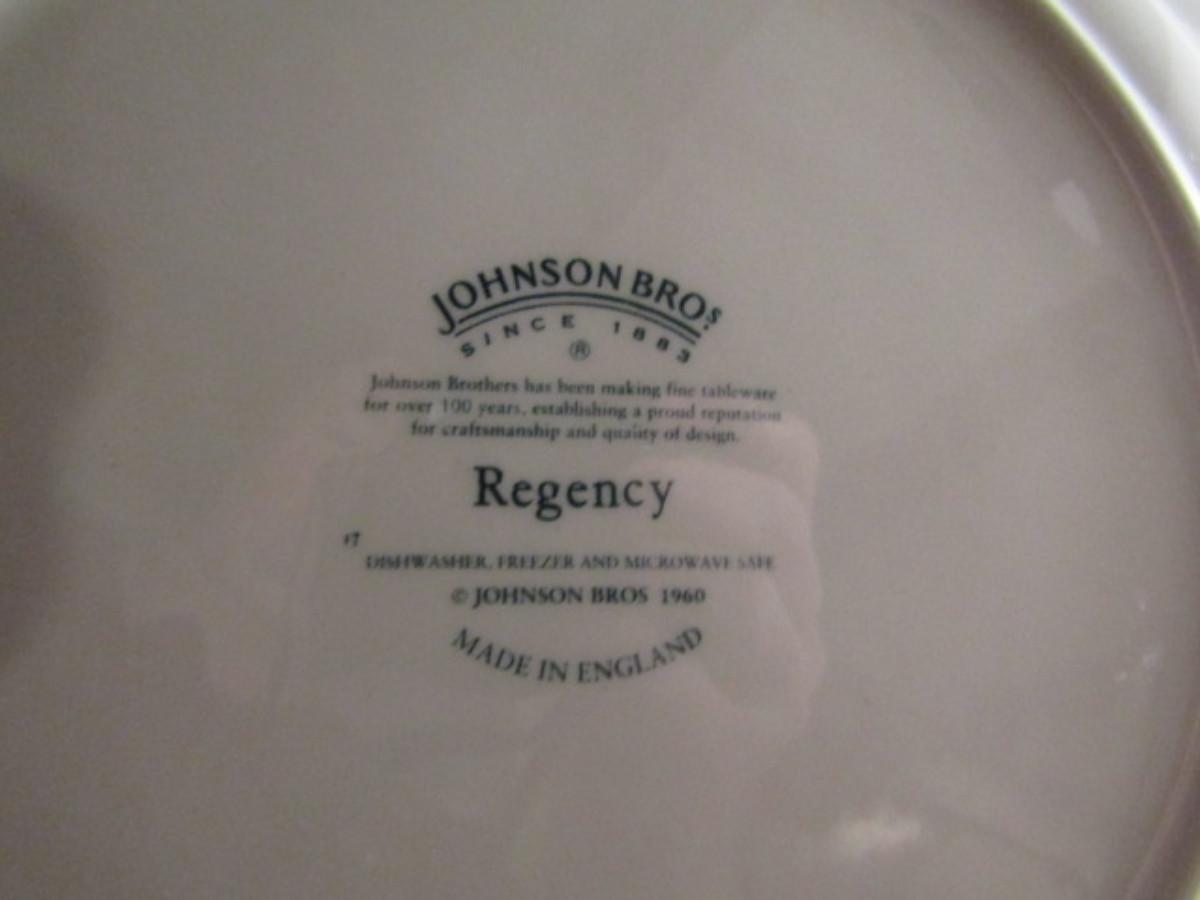 JOHNSON BROS.
SINCE 1883
®
Johnson Brothers has been making fine tableware
for over 100 years, establishing a proud reputation
for craftsmanship and quality of design.
Regency
17
DISHWASHER, FREEZER AND MICROWAVE SAFE
© JOHNSON BROS 1960
MADE IN ENGLAND